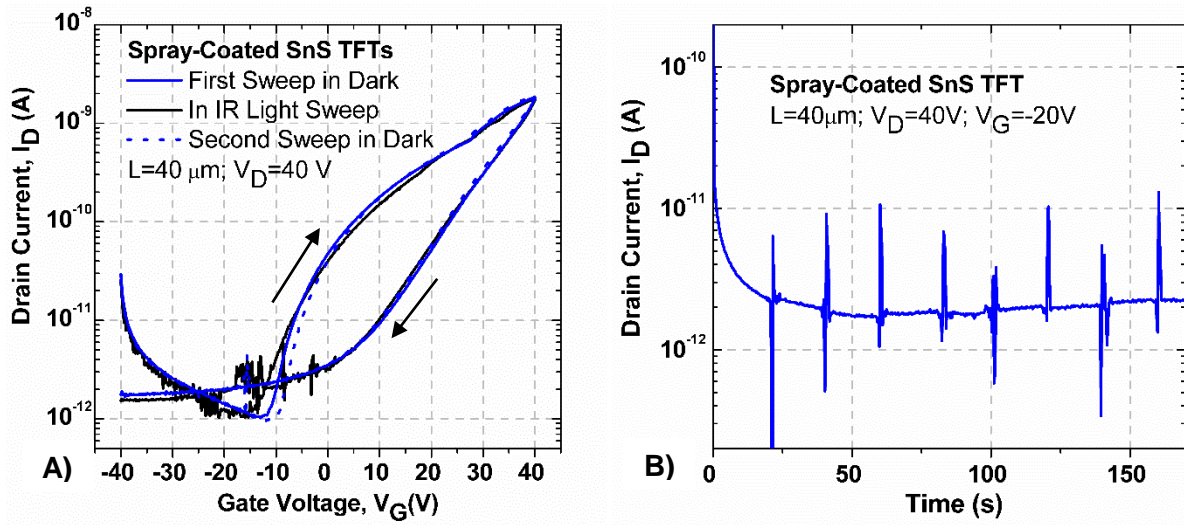 Spray-Coated SnS TFTs
First Sweep in Dark
In IR Light Sweep
Second Sweep in Dark
L=40 μm; V_D=40 V
Drain Current, I_D (A)
10^-8
10^-9
10^-10
10^-11
10^-12
-40 -30 -20 -10 0 10 20 30 40
Gate Voltage, V_G(V)
A)
Spray-Coated SnS TFT
L=40μm; V_D=40V; V_G=-20V
Drain Current, I_D (A)
10^-10
10^-11
10^-12
0 50 100 150
Time (s)
B)